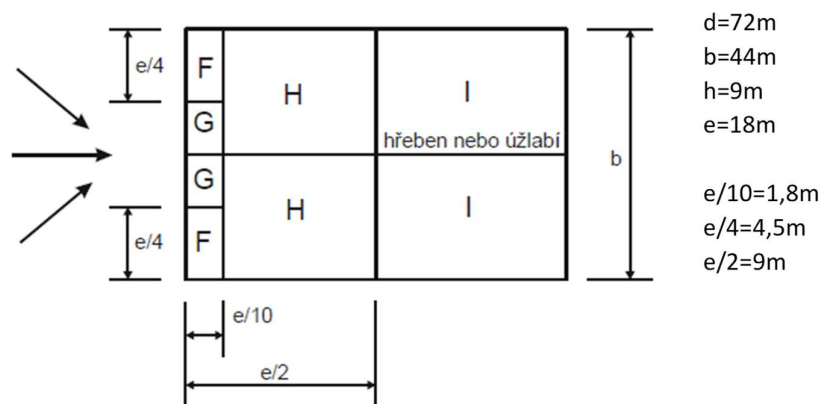 d=72m
b=44m
h=9m
e=18m
e/10=1,8m
e/4=4,5m
e/2=9m
e/4
F
H
I
G
hřeben nebo úžlabí
b
G
H
I
e/4
F
e/10
e/2